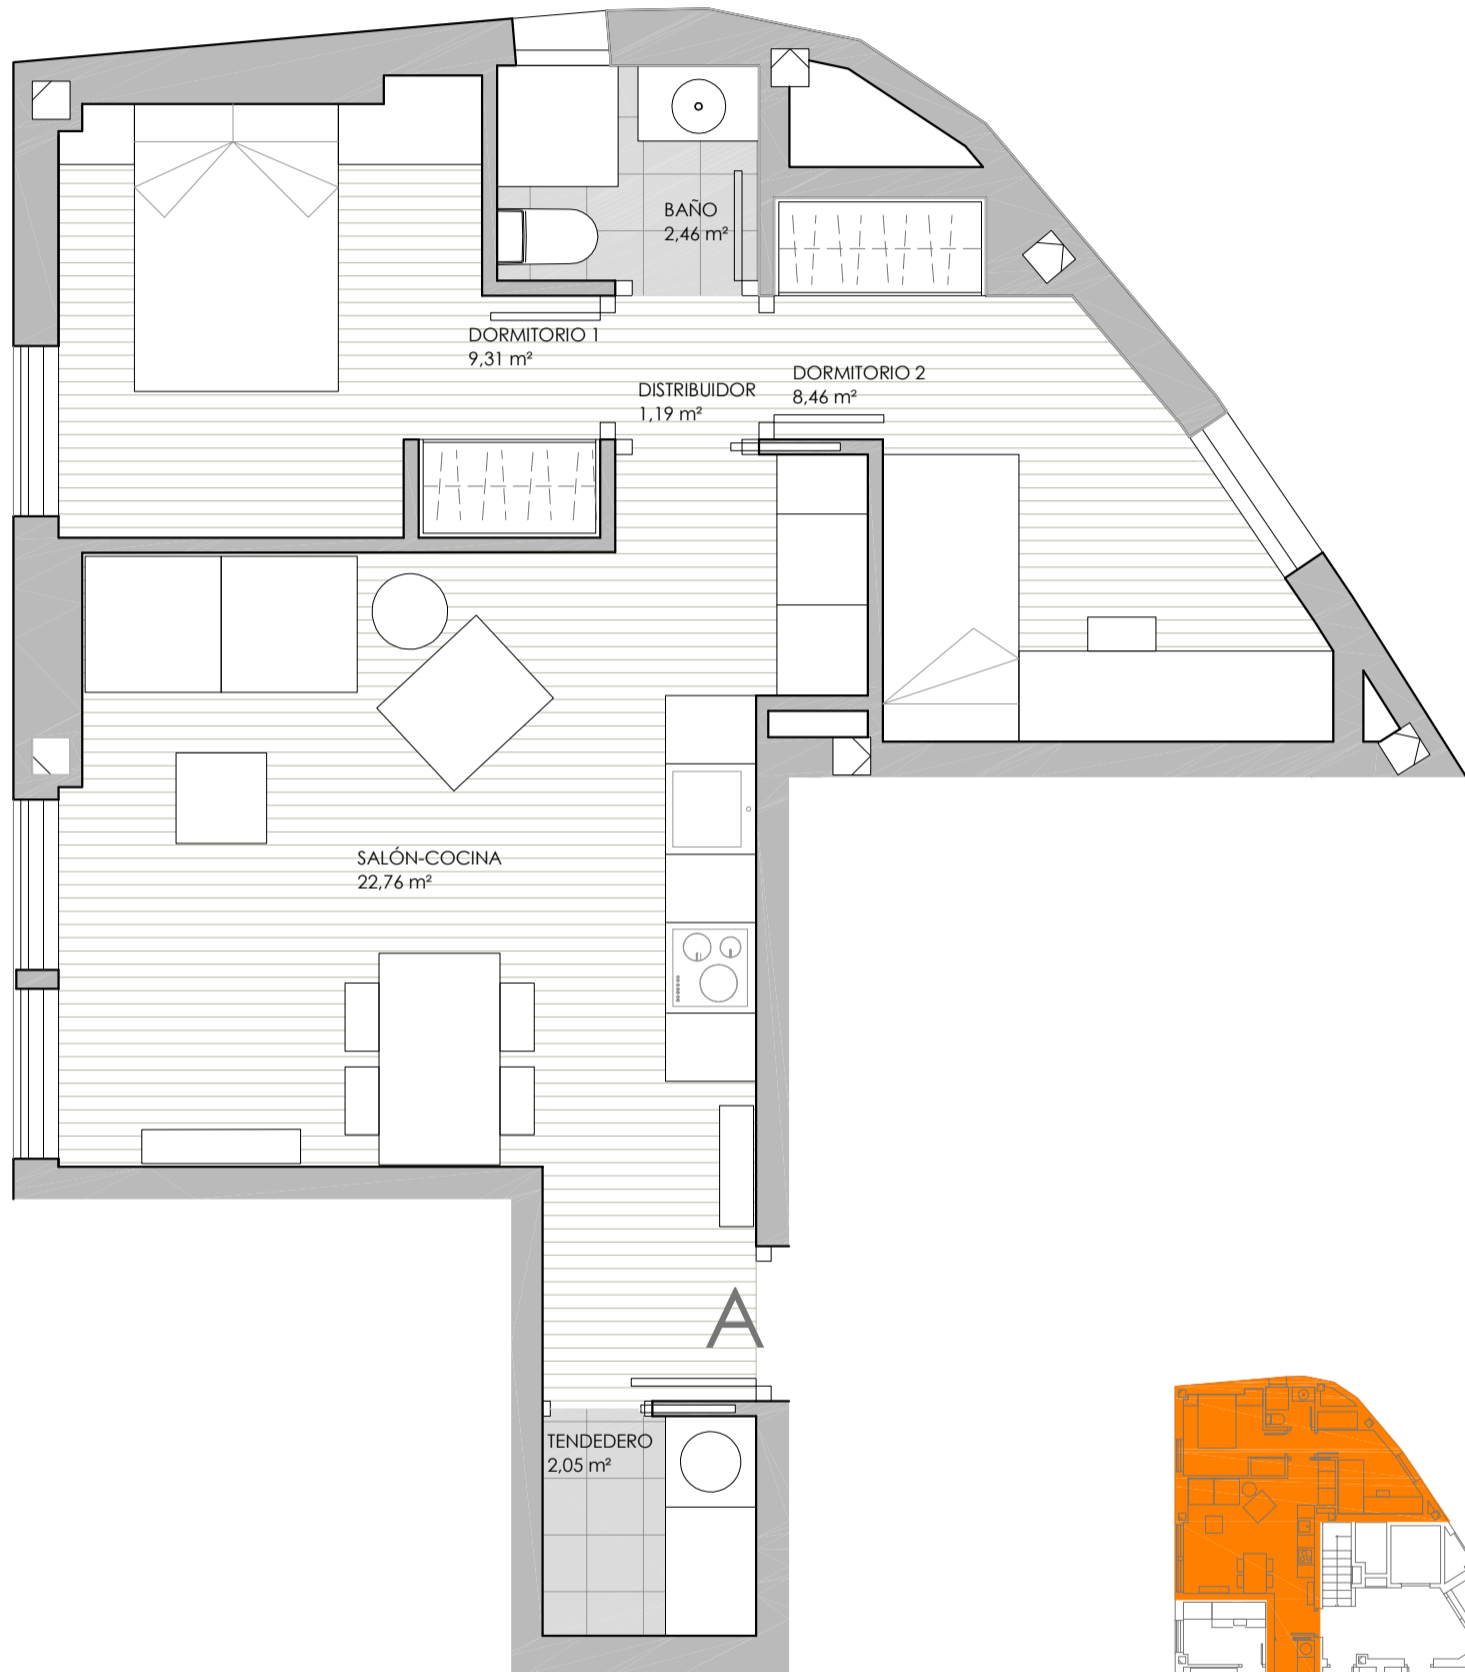 BAÑO
2,46 m²
DORMITORIO 1
9,31 m²
DISTRIBUIDOR
1,19 m²
DORMITORIO 2
8,46 m²
SALÓN-COCINA
22,76 m²
A
TENDEDERO
2,05 m²